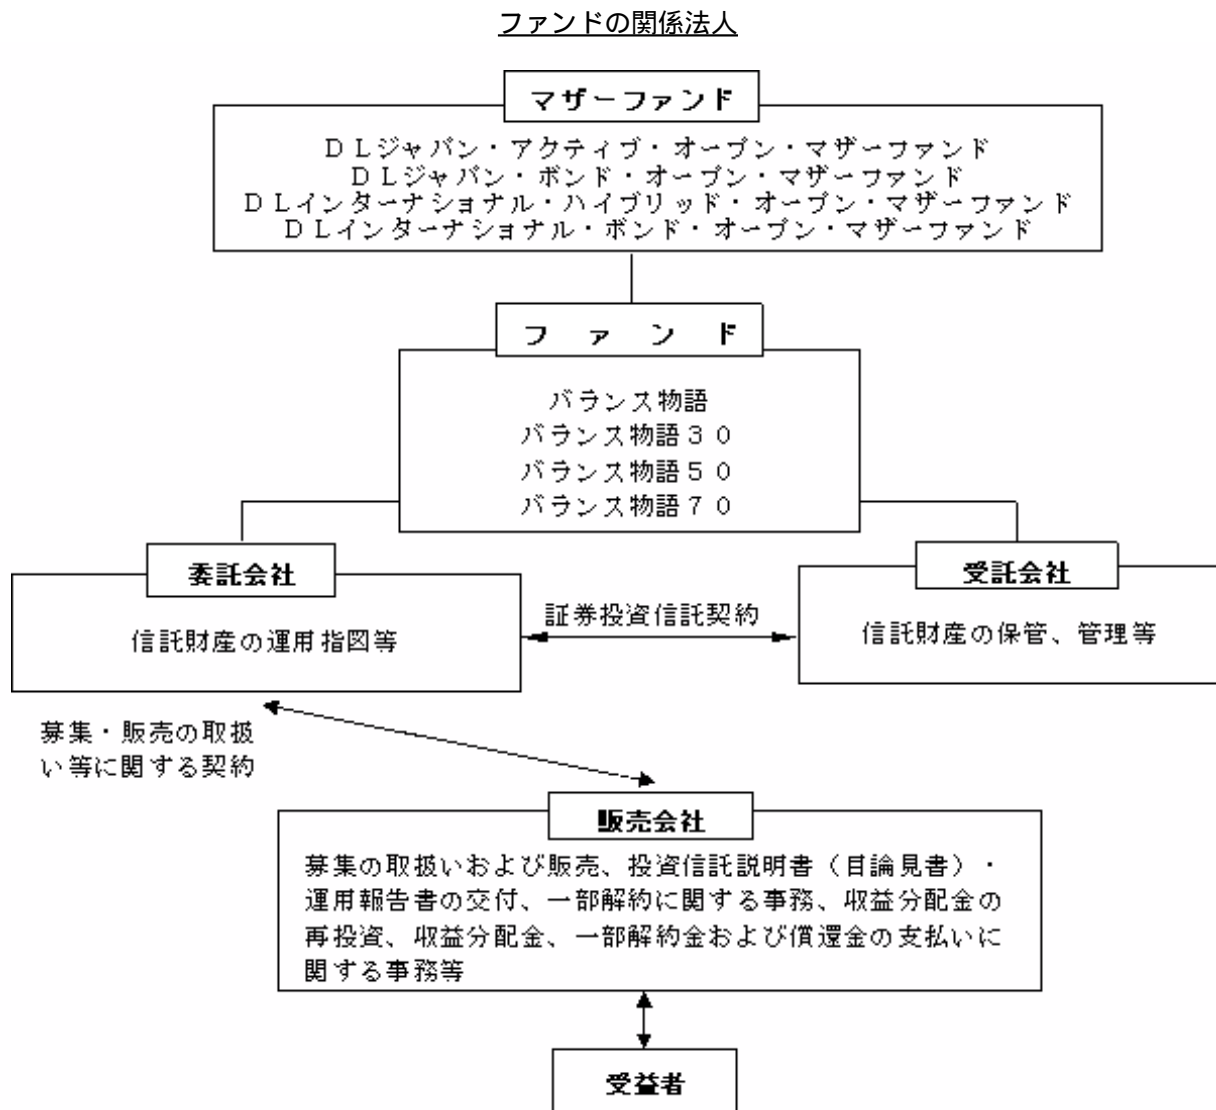 ファンドの関係法人
マザーファンド
ＤＬジャパン・アクティブ・オープン・マザーファンド
ＤＬジャパン・ボンド・オープン・マザーファンド
ＤＬインターナショナル・ハイブリッド・オープン・マザーファンド
ＤＬインターナショナル・ボンド・オープン・マザーファンド
ファンド
バランス物語
バランス物語３０
バランス物語５０
バランス物語７０
委託会社
信託財産の運用指図等
証券投資信託契約
受託会社
信託財産の保管、管理等
募集・販売の取扱
い等に関する契約
販売会社
募集の取扱いおよび販売、投資信託説明書（目論見書）・
運用報告書の交付、一部解約に関する事務、収益分配金の
再投資、収益分配金、一部解約金および償還金の支払いに
関する事務等
受益者